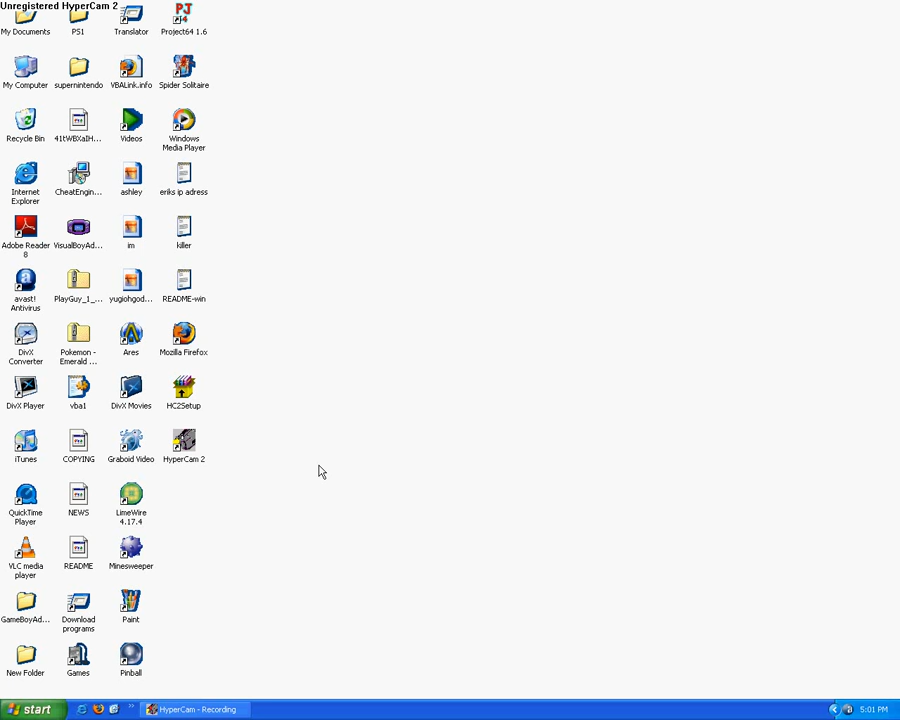 Unregistered HyperCam 2
My Documents
PS1
Translator
Project64 1.6
My Computer
supernintendo
VBALink.info
Spider Solitaire
Recycle Bin
41tWBXaIH...
Videos
Windows
Media Player
Internet
Explorer
CheatEngin...
ashley
eriks ip adress
Adobe Reader
8
VisualBoyAd...
im
killer
avast!
Antivirus
PlayGuy_1_...
yugiohgod...
README-win
DivX
Converter
Pokemon -
Emerald ...
Ares
Mozilla Firefox
DivX Player
vba1
DivX Movies
HC2Setup
iTunes
COPYING
Graboid Video
HyperCam 2
QuickTime
Player
NEWS
LimeWire
4.17.4
VLC media
player
README
Minesweeper
GameBoyAd...
Download
programs
Paint
New Folder
Games
Pinball
start
HyperCam - Recording
5:01 PM